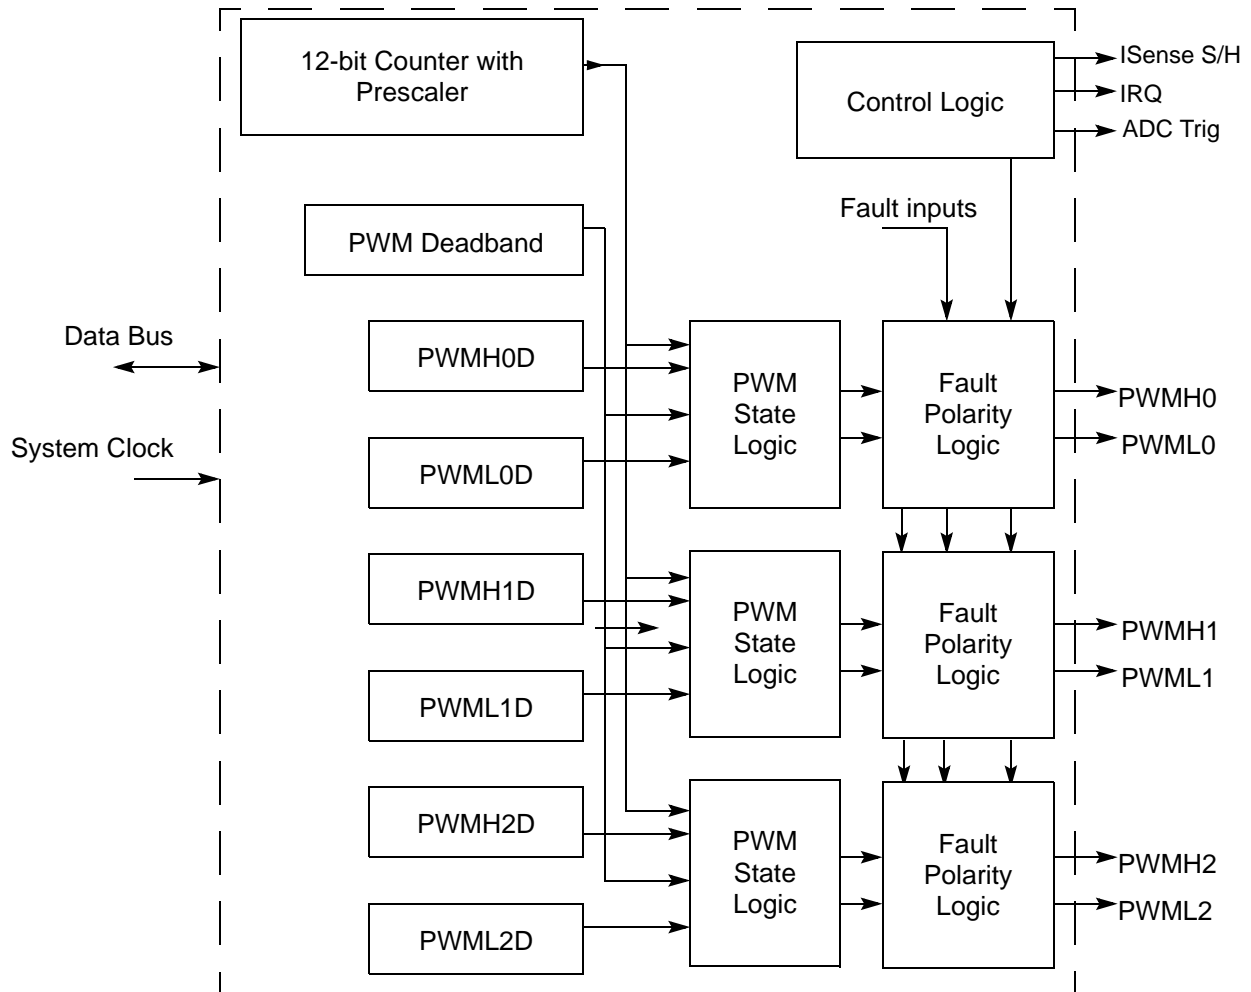 12-bit Counter with
Prescaler
Control Logic
ISense S/H
IRQ
ADC Trig
Fault inputs
PWM Deadband
Data Bus
System Clock
PWMH0D
PWML0D
PWM
State
Logic
Fault
Polarity
Logic
PWMH0
PWML0
PWMH1D
PWML1D
PWM
State
Logic
Fault
Polarity
Logic
PWMH1
PWML1
PWMH2D
PWML2D
PWM
State
Logic
Fault
Polarity
Logic
PWMH2
PWML2